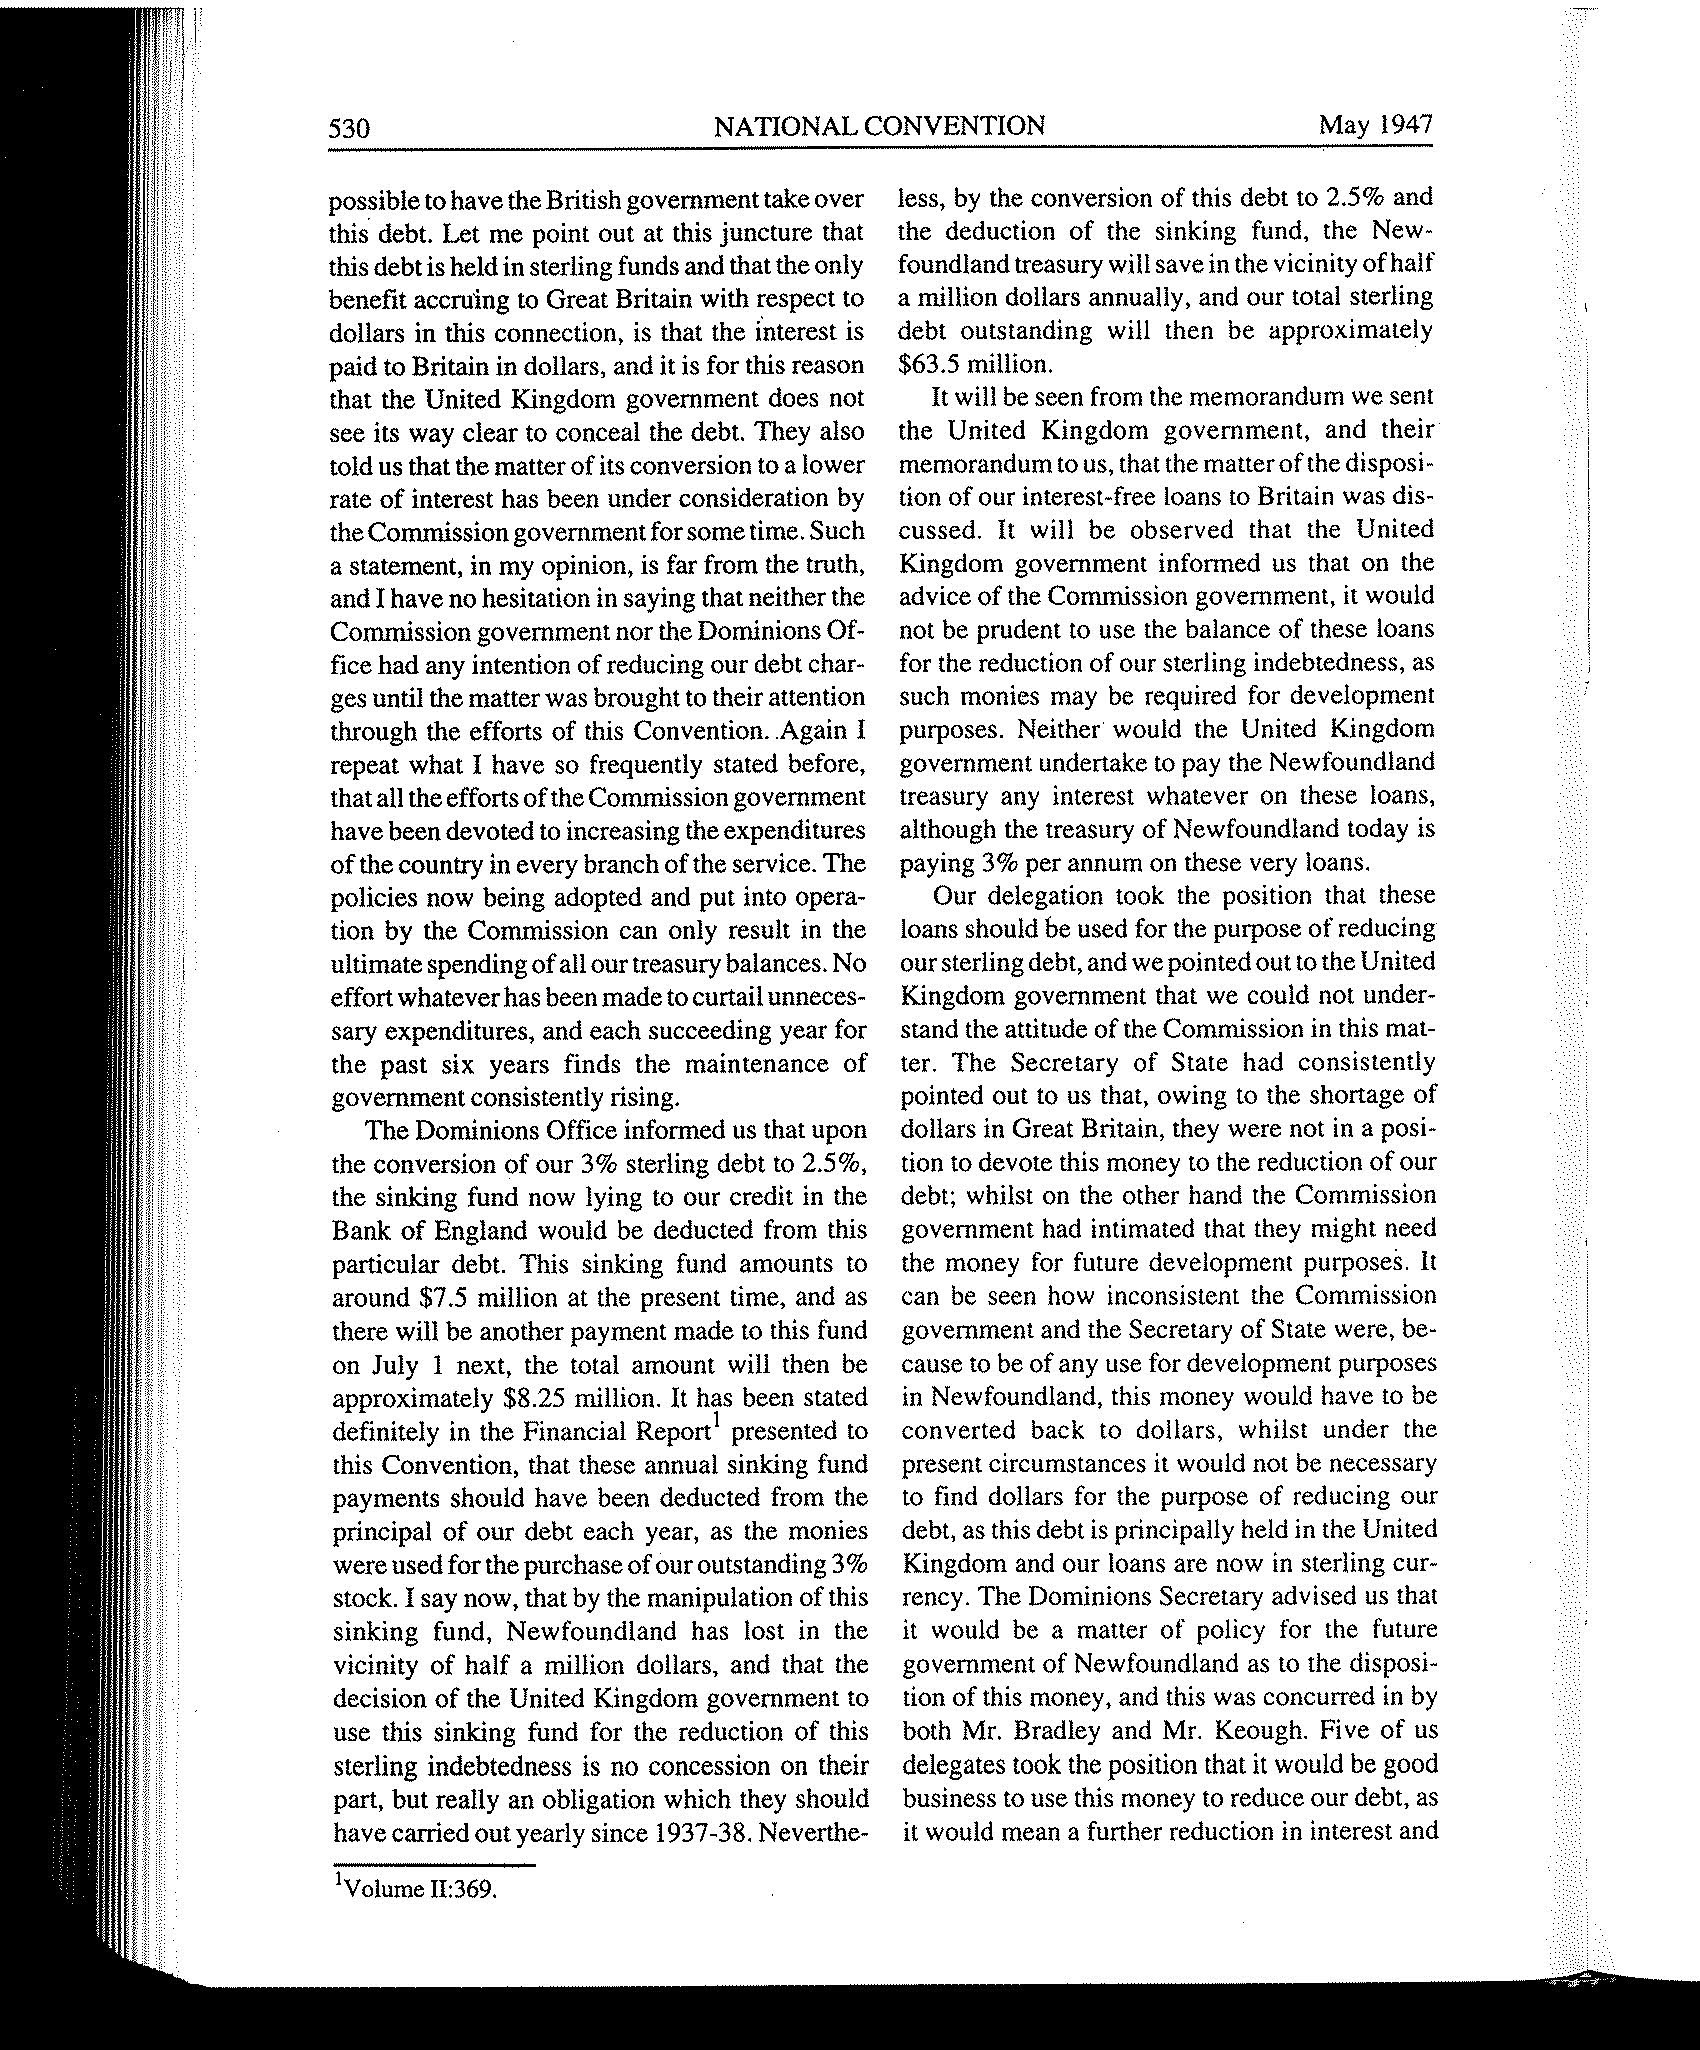 530 NATIONAL CONVENTION May 1947
possible to have the British government take over
this debt. Let me point out at this juncture that
this debt is held in sterling funds and that the only
benefit accruing to Great Britain with respect to
dollars in this connection, is that the interest is
paid to Britain in dollars, and it is for this reason
that the United Kingdom government does not
see its way clear to conceal the debt. They also
told us that the matter of its conversion to a lower
rate of interest has been under consideration by
the Commission government for some time. Such
a statement, in my opinion, is far from the truth,
and I have no hesitation in saying that neither the
Commission government nor the Dominions Of-
fice had any intention of reducing our debt char-
ges until the matter was brought to their attention
through the efforts of this Convention. Again I
repeat what I have so frequently stated before,
that all the efforts of the Commission government
have been devoted to increasing the expenditures
of the country in every branch of the service. The
policies now being adopted and put into opera-
tion by the Commission can only result in the
ultimate spending of all our treasury balances. No
effort whatever has been made to curtail unneces-
sary expenditures, and each succeeding year for
the past six years finds the maintenance of
government consistently rising.
The Dominions Office informed us that upon
the conversion of our 3% sterling debt to 2.5%,
the sinking fund now lying to our credit in the
Bank of England would be deducted from this
particular debt. This sinking fund amounts to
around $7.5 million at the present time, and as
there will be another payment made to this fund
on July 1 next, the total amount will then be
approximately $8.25 million. It has been stated
definitely in the Financial Report1 presented to
this Convention, that these annual sinking fund
payments should have been deducted from the
principal of our debt each year, as the monies
were used for the purchase of our outstanding 3%
stock. I say now, that by the manipulation of this
sinking fund, Newfoundland has lost in the
vicinity of half a million dollars, and that the
decision of the United Kingdom government to
use this sinking fund for the reduction of this
sterling indebtedness is no concession on their
part, but really an obligation which they should
have carried out yearly since 1937-38. Neverthe-
1Volume II:369.
less, by the conversion of this debt to 2.5% and
the deduction of the sinking fund, the New-
foundland treasury will save in the vicinity of half
a million dollars annually, and our total sterling
debt outstanding will then be approximately
$63.5 million.
It will be seen from the memorandum we sent
the United Kingdom government, and their
memorandum to us, that the matter of the disposi-
tion of our interest-free loans to Britain was dis-
cussed. It will be observed that the United
Kingdom government informed us that on the
advice of the Commission government, it would
not be prudent to use the balance of these loans
for the reduction of our sterling indebtedness, as
such monies may be required for development
purposes. Neither would the United Kingdom
government undertake to pay the Newfoundland
treasury any interest whatever on these loans,
although the treasury of Newfoundland today is
paying 3% per annum on these very loans.
Our delegation took the position that these
loans should be used for the purpose of reducing
our sterling debt, and we pointed out to the United
Kingdom government that we could not under-
stand the attitude of the Commission in this mat-
ter. The Secretary of State had consistently
pointed out to us that, owing to the shortage of
dollars in Great Britain, they were not in a posi-
tion to devote this money to the reduction of our
debt; whilst on the other hand the Commission
government had intimated that they might need
the money for future development purposes. It
can be seen how inconsistent the Commission
government and the Secretary of State were, be-
cause to be of any use for development purposes
in Newfoundland, this money would have to be
converted back to dollars, whilst under the
present circumstances it would not be necessary
to find dollars for the purpose of reducing our
debt, as this debt is principally held in the United
Kingdom and our loans are now in sterling cur-
rency. The Dominions Secretary advised us that
it would be a matter of policy for the future
government of Newfoundland as to the disposi-
tion of this money, and this was concurred in by
both Mr. Bradley and Mr. Keough. Five of us
delegates took the position that it would be good
business to use this money to reduce our debt, as
it would mean a further reduction in interest and